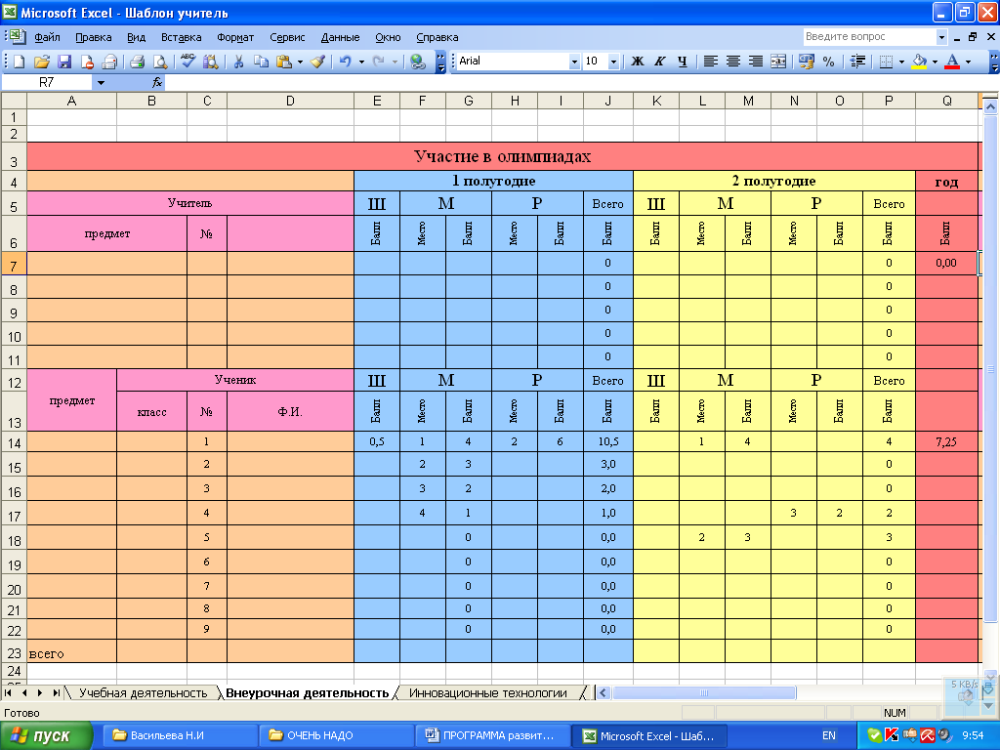 Microsoft Excel - Шаблон учитель
Файл Правка Вид Вставка Формат Сервис Данные Окно Справка Введите вопрос
Arial 10 Ж К Ч %
R7 fx
A B C D E F G H I J K L M N O P Q
1
2
3 Участие в олимпиадах
4 1 полугодие 2 полугодие год
5 Учитель Ш М Р Всего Ш М Р Всего
6 предмет № Балл Место Балл Место Балл Балл Балл Место Балл Место Балл Балл Балл
7 0 0 0,00
8 0 0
9 0 0
10 0 0
11 0 0
12 предмет Ученик Ш М Р Всего Ш М Р Всего
13 класс № Ф.И. Балл Место Балл Место Балл Балл Балл Место Балл Место Балл Балл
14 1 0,5 1 4 2 6 10,5 1 4 4 7,25
15 2 2 3 3,0 0
16 3 3 2 2,0 0
17 4 4 1 1,0 3 2 2
18 5 0 0,0 2 3 3
19 6 0 0,0 0
20 7 0 0,0 0
21 8 0 0,0 0
22 9 0 0,0 0
23 всего
24
Учебная деятельность Внеурочная деятельность Инновационные технологии
5 KB/s
Готово NUM
пуск Васильева Н.И ОЧЕНЬ НАДО ПРОГРАММА развит... Microsoft Excel - Шаб... EN 9:54